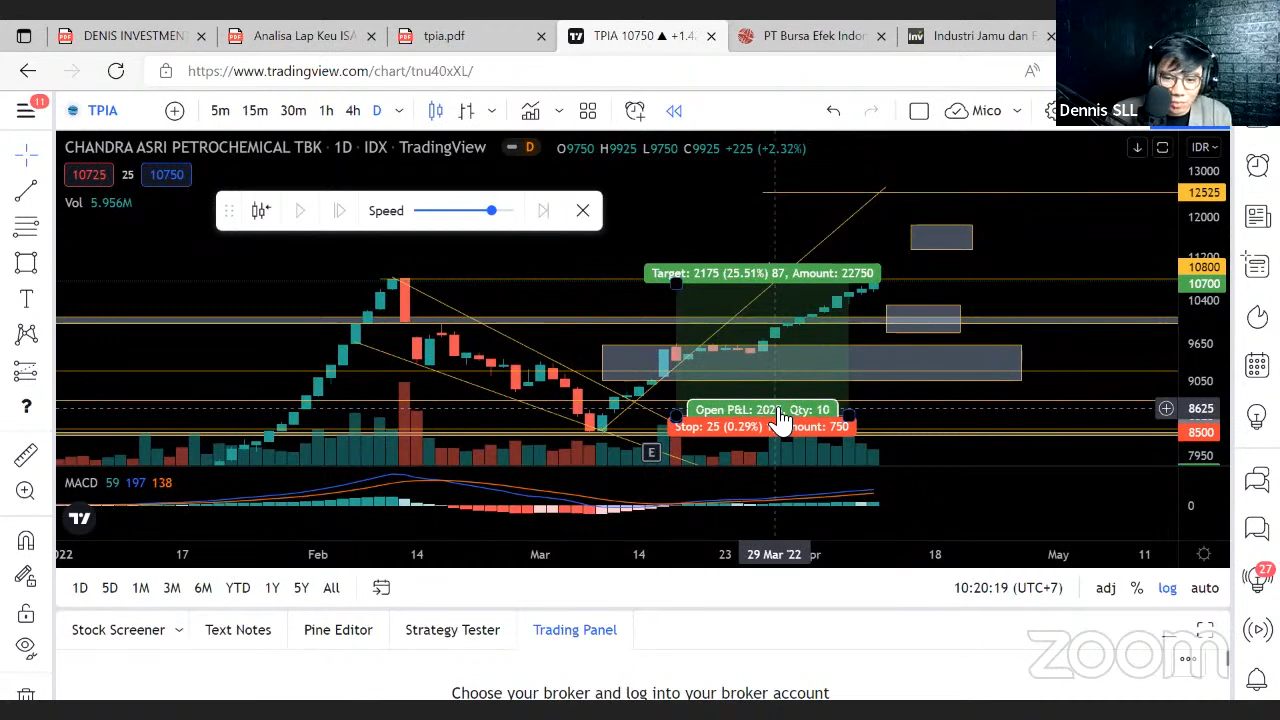 DENIS INVESTMEN
Analisa Lap Keu ISA
tpia.pdf
TPIA 10750 ▲ +1.42
PT Bursa Efek Indon
Industri Jamu dan F
https://www.tradingview.com/chart/tnu40xXL/
Dennis SLL
11
TPIA
5m 15m 30m 1h 4h D
Mico
CHANDRA ASRI PETROCHEMICAL TBK · 1D · IDX · TradingView
D
O9750 H9925 L9750 C9925 +225 (+2.32%)
IDR
10725 25 10750
Vol 5.956M
Speed
13000
12525
12000
11200
10800
10700
10400
9650
9050
8625
8500
7950
Target: 2175 (25.51%) 87, Amount: 22750
Open P&L: 202 Qty: 10
Stop: 25 (0.29%) mount: 750
E
MACD 59 197 138
0
2022 17 Feb 14 Mar 14 23 29 Mar '22 pr 18 May 11
1D 5D 1M 3M 6M YTD 1Y 5Y All
10:20:19 (UTC+7) adj % log auto
27
Stock Screener Text Notes Pine Editor Strategy Tester Trading Panel
zoom
Choose your broker and log into your broker account